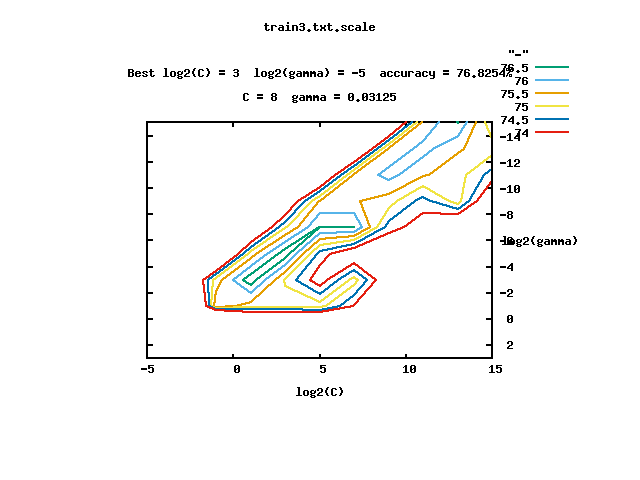 train3.txt.scale
"-"
Best log2(C) = 3  log2(gamma) = -5  accuracy = 76.8254%
76.5
76
C = 8  gamma = 0.03125
75.5
75
74.5
74
-14
-12
-10
-8
-6
log2(gamma)
-4
-2
0
2
-5 0 5 10 15
log2(C)